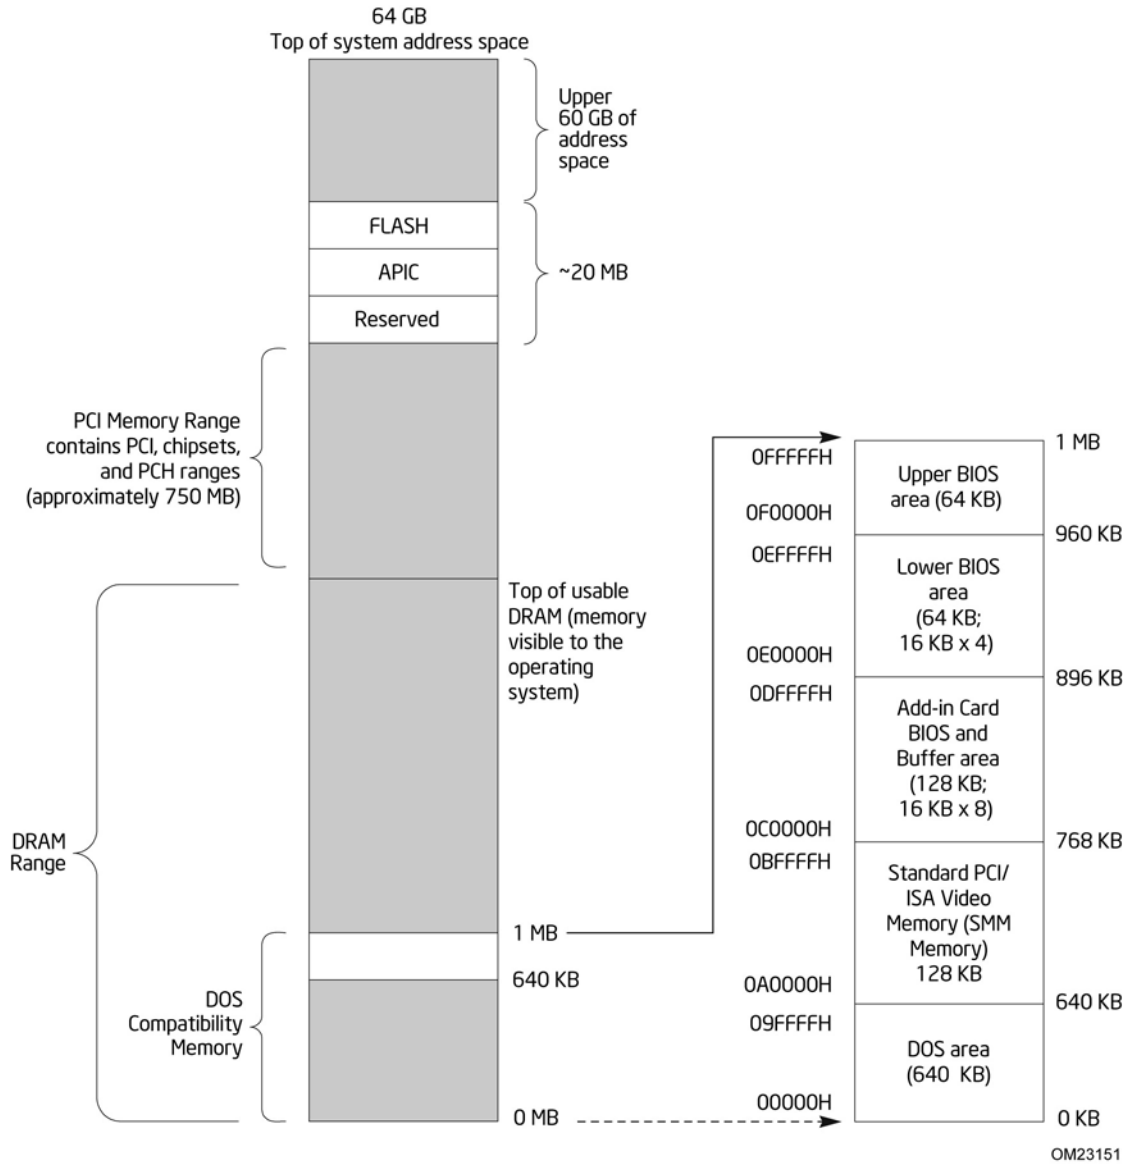 64 GB
Top of system address space
Upper
60 GB of
address
space
FLASH
APIC
~20 MB
Reserved
PCI Memory Range
contains PCI, chipsets,
and PCH ranges
(approximately 750 MB)
Top of usable
DRAM (memory
visible to the
operating
system)
DRAM
Range
1 MB
640 KB
DOS
Compatibility
Memory
0 MB
0FFFFFH
0F0000H
0EFFFFH
0E0000H
0DFFFFH
0C0000H
0BFFFFH
0A0000H
09FFFFH
00000H
Upper BIOS
area (64 KB)
Lower BIOS
area
(64 KB;
16 KB x 4)
Add-in Card
BIOS and
Buffer area
(128 KB;
16 KB x 8)
Standard PCI/
ISA Video
Memory (SMM
Memory)
128 KB
DOS area
(640 KB)
1 MB
960 KB
896 KB
768 KB
640 KB
0 KB
OM23151